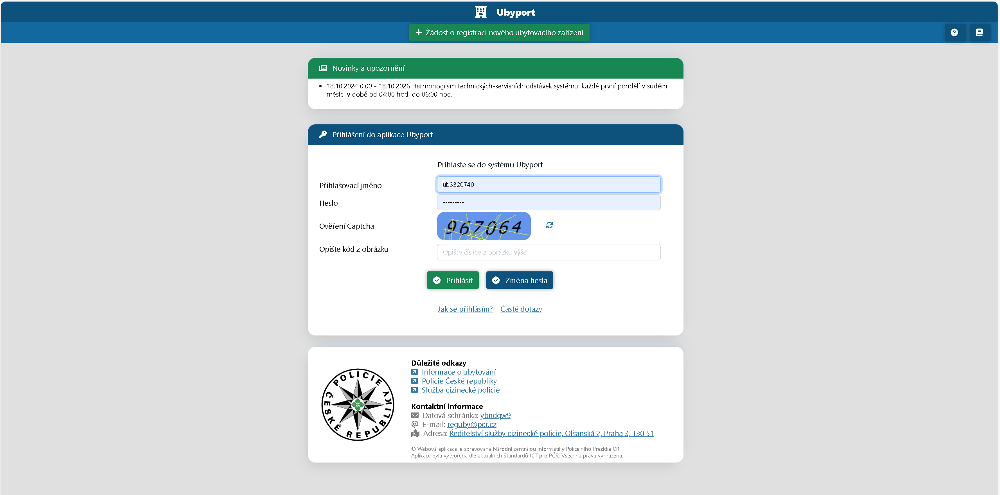 Ubyport
Žádost o registraci nového ubytovacího zařízení
Novinky a upozornění
18.10.2024 0:00 - 18.10.2026 Harmonogram technických-servisních odstávek systému: každé první pondělí v sudém
měsíci v době od 04:00 hod. do 06:00 hod.
Přihlášení do aplikace Ubyport
Přihlaste se do systému Ubyport
Přihlašovací jméno
ub3320740
Heslo
•••••••••
Ověření Captcha
967064
Opište kód z obrázku
Opište číslice z obrázku výše
Přihlásit
Změna hesla
Jak se přihlásím? Časté dotazy
POLICIE ČESKÉ REPUBLIKY
Důležité odkazy
Informace o ubytování
Policie České republiky
Služba cizinecké policie
Kontaktní informace
Datová schránka: ybndqw9
E-mail: reguby@pcr.cz
Adresa: Ředitelství služby cizinecké policie, Olšanská 2, Praha 3, 130 51
© Webová aplikace je spravována Národní centrálou informatiky Policejního Prezídia ČR.
Aplikace byla vytvořena dle aktuálních Standardů ICT pro PČR. Všechna práva vyhrazena.